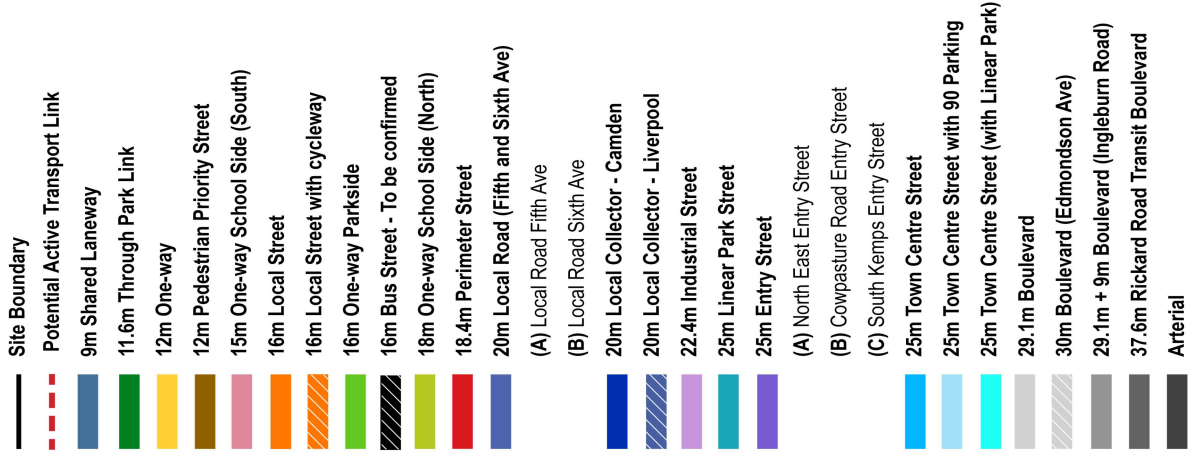 Site Boundary
Potential Active Transport Link
9m Shared Laneway
11.6m Through Park Link
12m One-way
12m Pedestrian Priority Street
15m One-way School Side (South)
16m Local Street
16m Local Street with cycleway
16m One-way Parkside
16m Bus Street - To be confirmed
18m One-way School Side (North)
18.4m Perimeter Street
20m Local Road (Fifth and Sixth Ave)
(A) Local Road Fifth Ave
(B) Local Road Sixth Ave
20m Local Collector - Camden
20m Local Collector - Liverpool
22.4m Industrial Street
25m Linear Park Street
25m Entry Street
(A) North East Entry Street
(B) Cowpasture Road Entry Street
(C) South Kemps Entry Street
25m Town Centre Street
25m Town Centre Street with 90 Parking
25m Town Centre Street (with Linear Park)
29.1m Boulevard
30m Boulevard (Edmondson Ave)
29.1m + 9m Boulevard (Ingleburn Road)
37.6m Rickard Road Transit Boulevard
Arterial